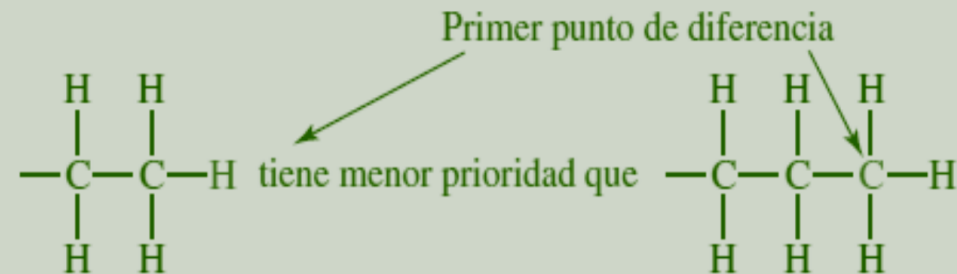 Primer punto de diferencia
H H H H H
C C H tiene menor prioridad que C C C H
H H H H H